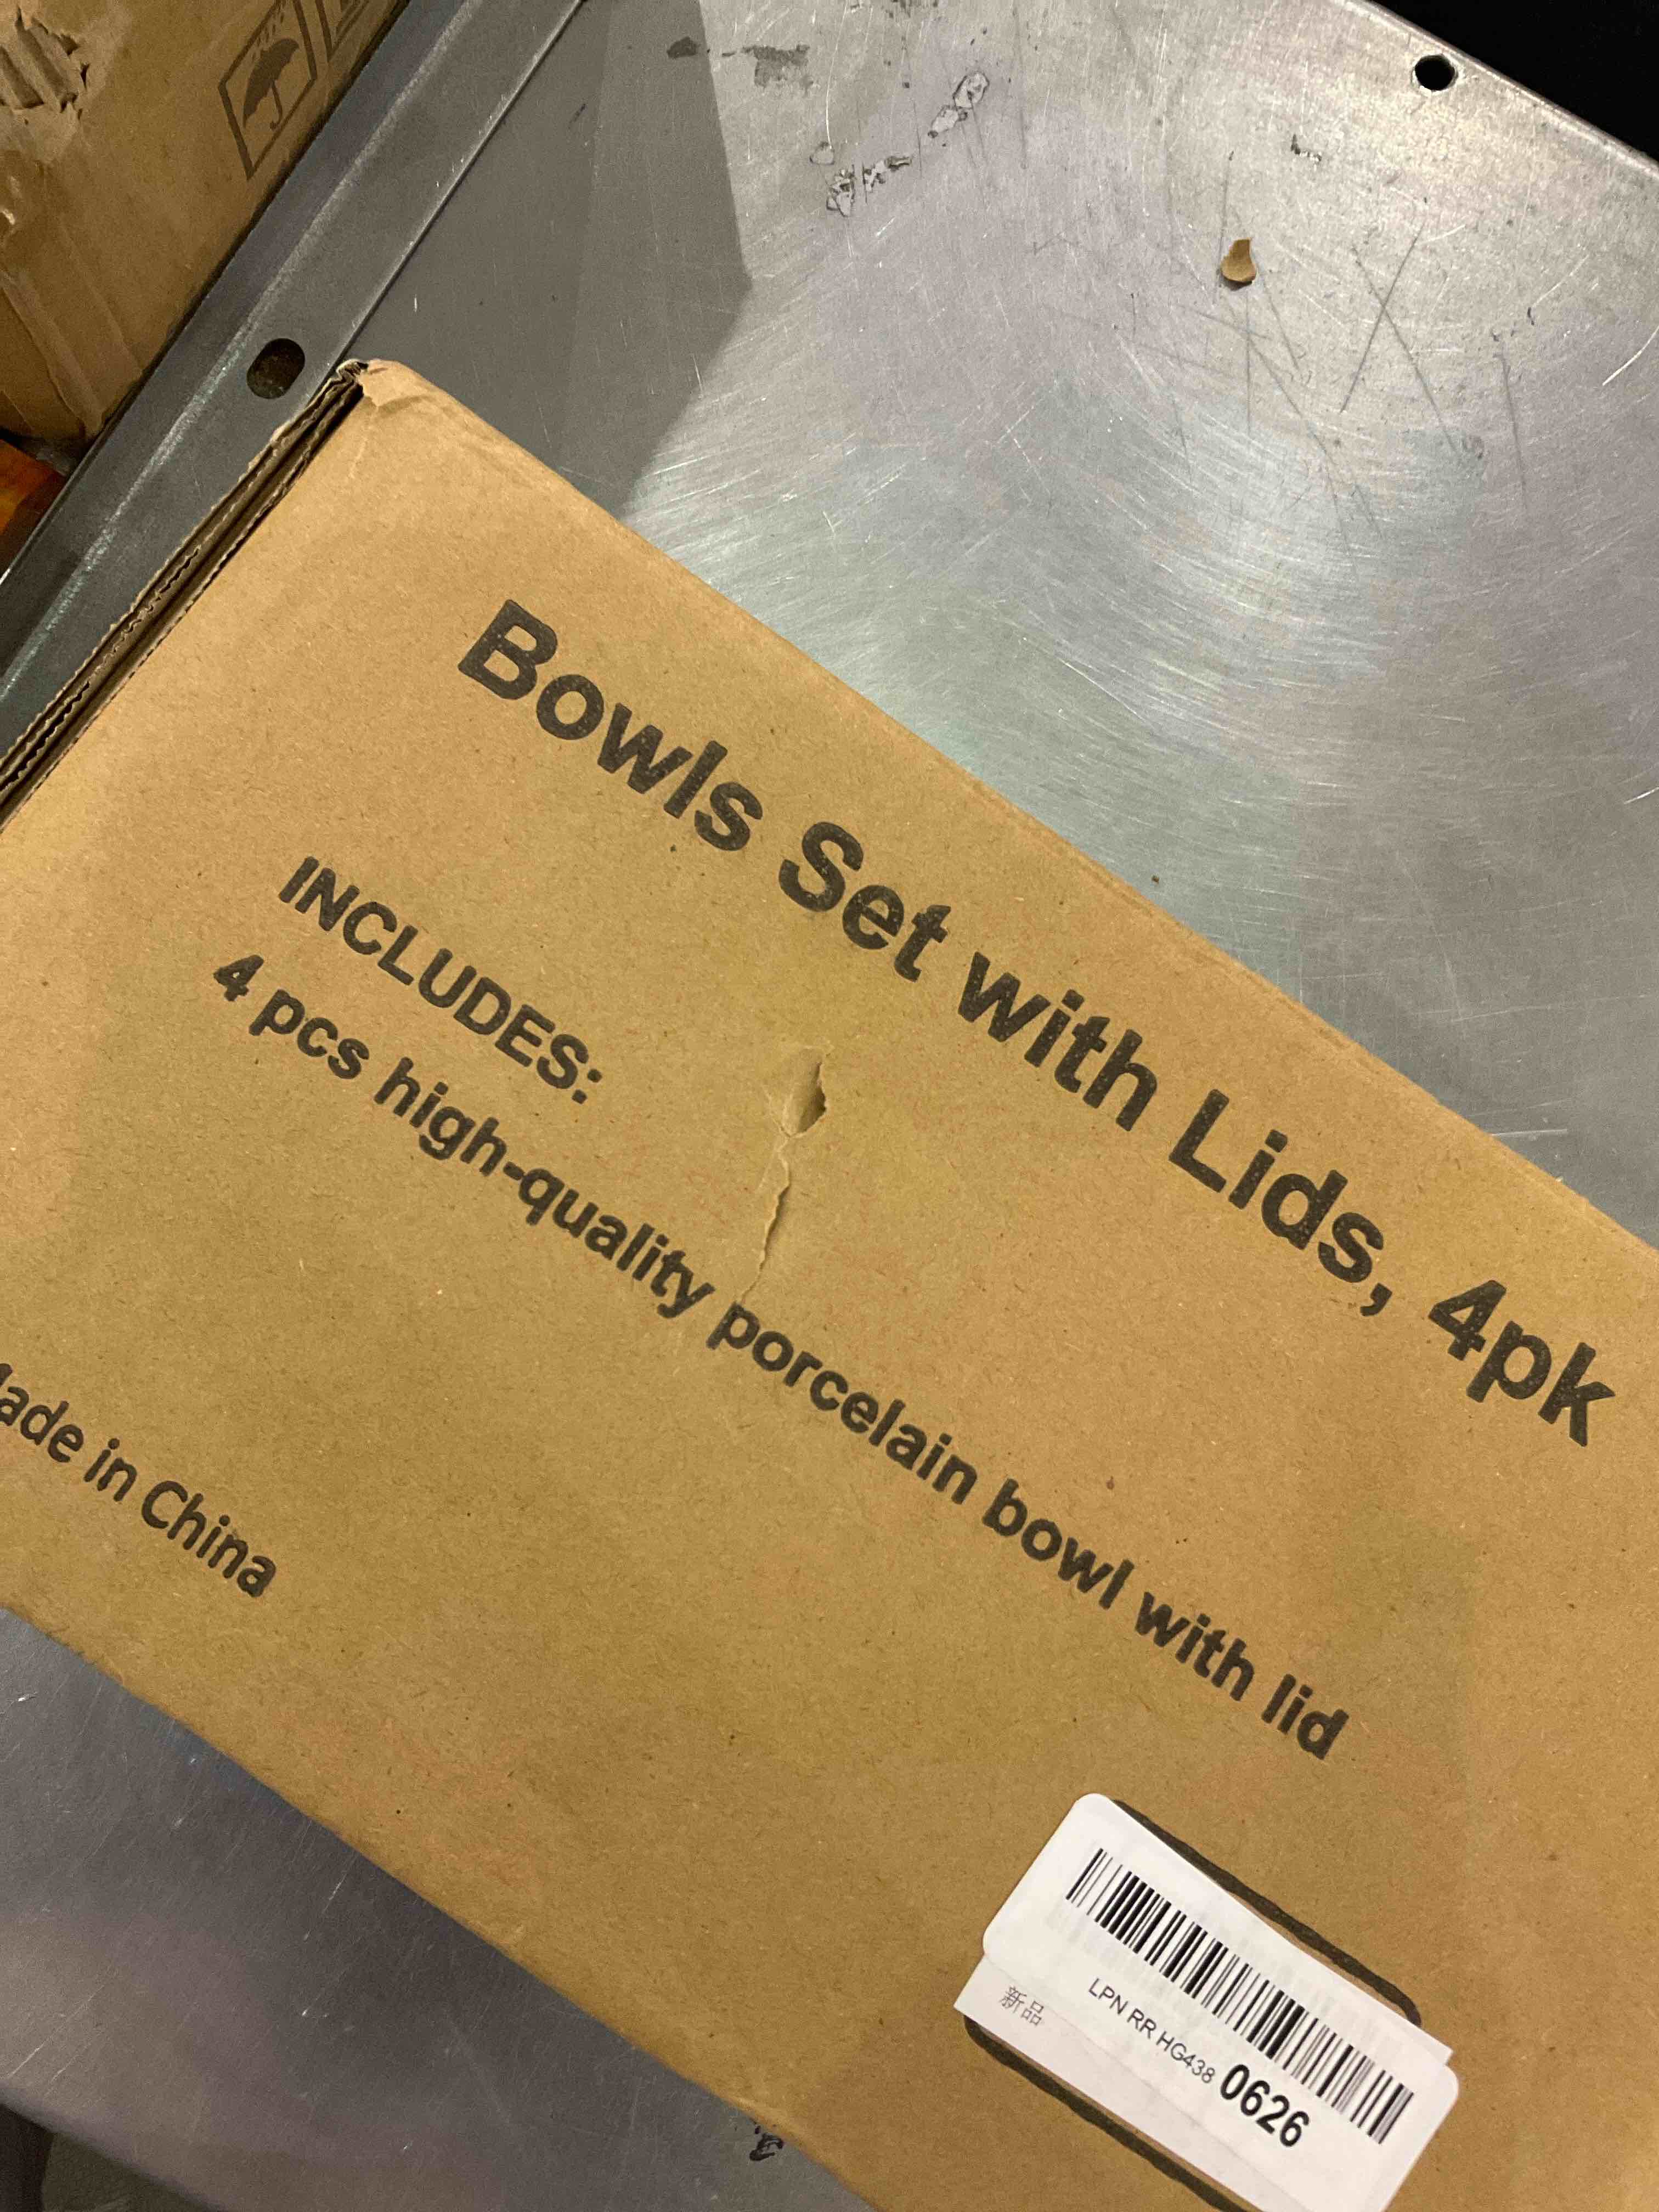 Bowls Set with Lids, 4pk
INCLUDES:
4 pcs high-quality porcelain bowl with lid
Made in China
LPN RR HG438 0626
新品